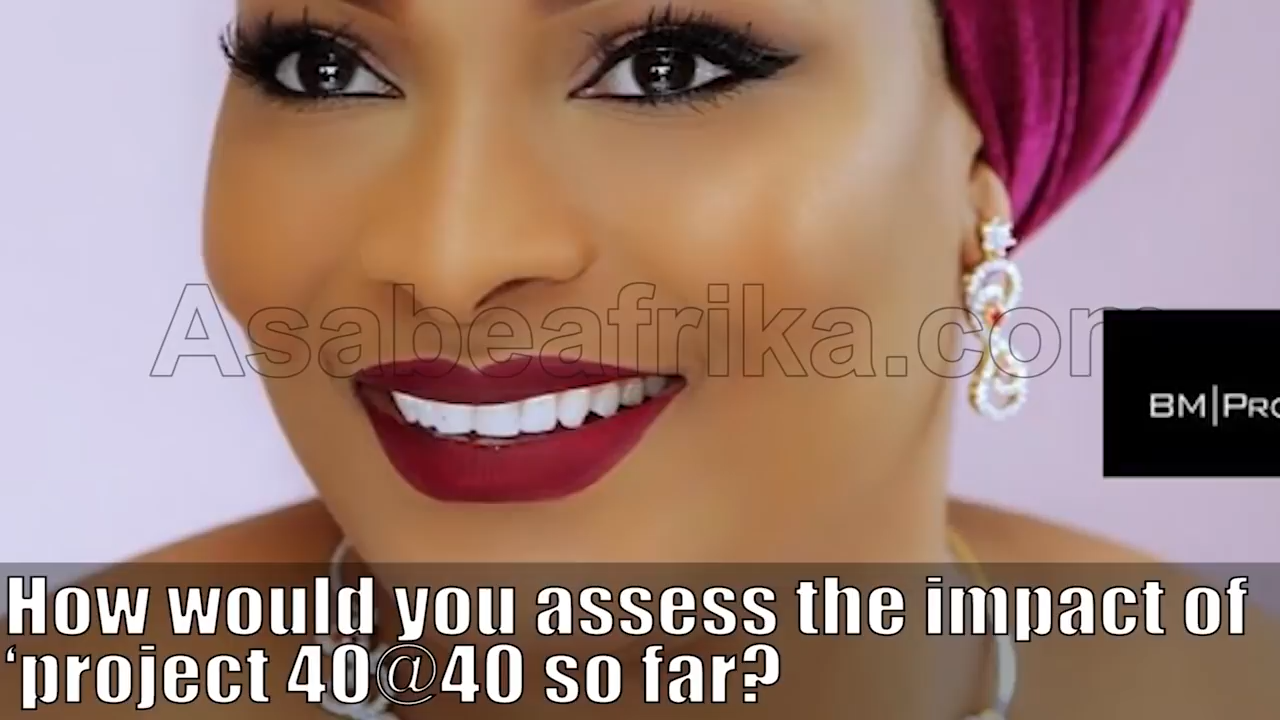 Asabeafrika.com
BM|PRO
How would you assess the impact of
‘project 40@40 so far?